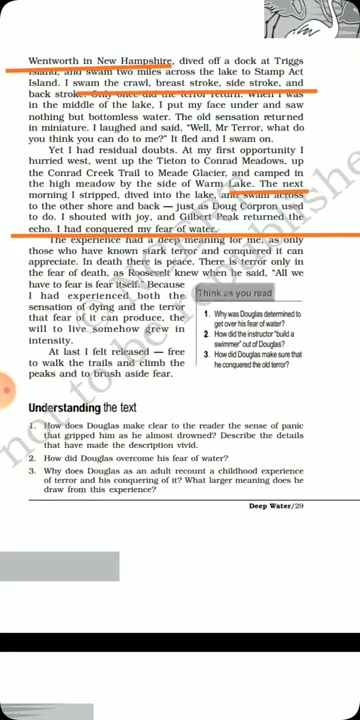 Wentworth in New Hampshire, dived off a dock at Triggs
Island, and swam two miles across the lake to Stamp Act
Island. I swam the crawl, breast stroke, side stroke, and
back stroke. Only once did the terror return. When I was
in the middle of the lake, I put my face under and saw
nothing but bottomless water. The old sensation returned
in miniature. I laughed and said, “Well, Mr Terror, what do
you think you can do to me?” It fled and I swam on.
Yet I had residual doubts. At my first opportunity I
hurried west, went up the Tieton to Conrad Meadows, up
the Conrad Creek Trail to Meade Glacier, and camped in
the high meadow by the side of Warm Lake. The next
morning I stripped, dived into the lake, and swam across
to the other shore and back — just as Doug Corpron used
to do. I shouted with joy, and Gilbert Peak returned the
echo. I had conquered my fear of water.
The experience had a deep meaning for me, as only
those who have known stark terror and conquered it can
appreciate. In death there is peace. There is terror only in
the fear of death, as Roosevelt knew when he said, “All we
have to fear is fear itself.” Because
I had experienced both the
sensation of dying and the terror
that fear of it can produce, the
will to live somehow grew in
intensity.
At last I felt released — free
to walk the trails and climb the
peaks and to brush aside fear.
Think as you read
1. Why was Douglas determined to
get over his fear of water?
2. How did the instructor “build a
swimmer” out of Douglas?
3. How did Douglas make sure that
he conquered the old terror?
Understanding the text
1. How does Douglas make clear to the reader the sense of panic
that gripped him as he almost drowned? Describe the details
that have made the description vivid.
2. How did Douglas overcome his fear of water?
3. Why does Douglas as an adult recount a childhood experience
of terror and his conquering of it? What larger meaning does he
draw from this experience?
Deep Water/29
not to be republished